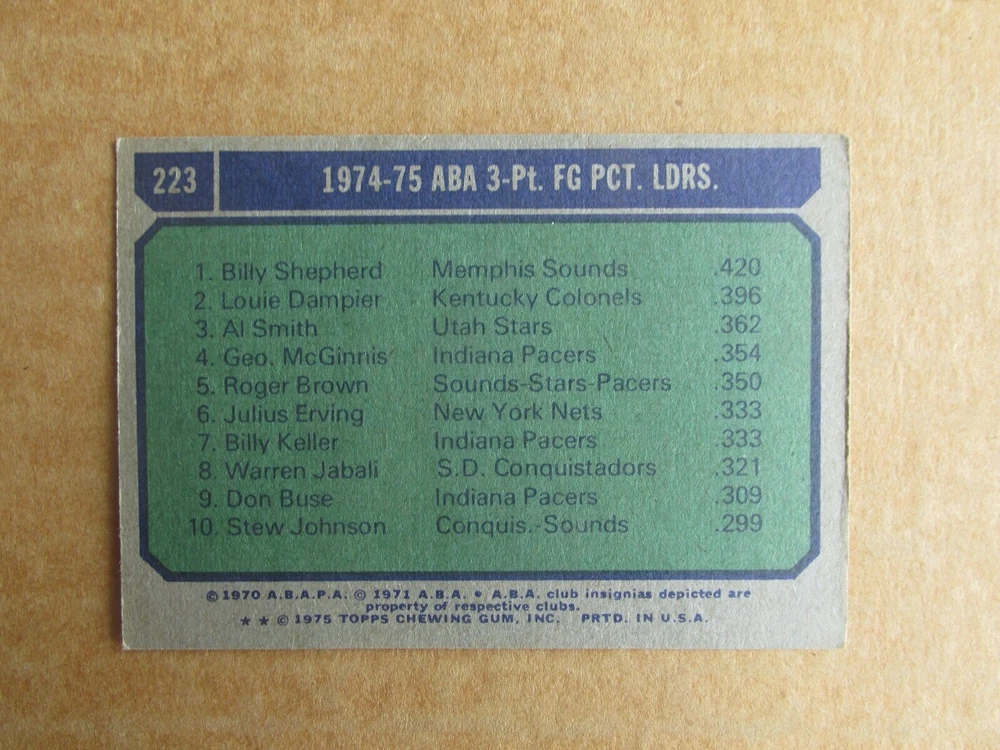 223 1974-75 ABA 3-Pt. FG PCT. LDRS.
1. Billy Shepherd Memphis Sounds .420
2. Louie Dampier Kentucky Colonels .396
3. Al Smith Utah Stars .362
4. Geo. McGinnis Indiana Pacers .354
5. Roger Brown Sounds-Stars-Pacers .350
6. Julius Erving New York Nets .333
7. Billy Keller Indiana Pacers .333
8. Warren Jabali S.D. Conquistadors .321
9. Don Buse Indiana Pacers .309
10. Stew Johnson Conquis.-Sounds .299
© 1970 A.B.A.P.A. © 1971 A.B.A. • A.B.A. club insignias depicted are
property of respective clubs.
★ ★ © 1975 TOPPS CHEWING GUM, INC. PRTD. IN U.S.A.